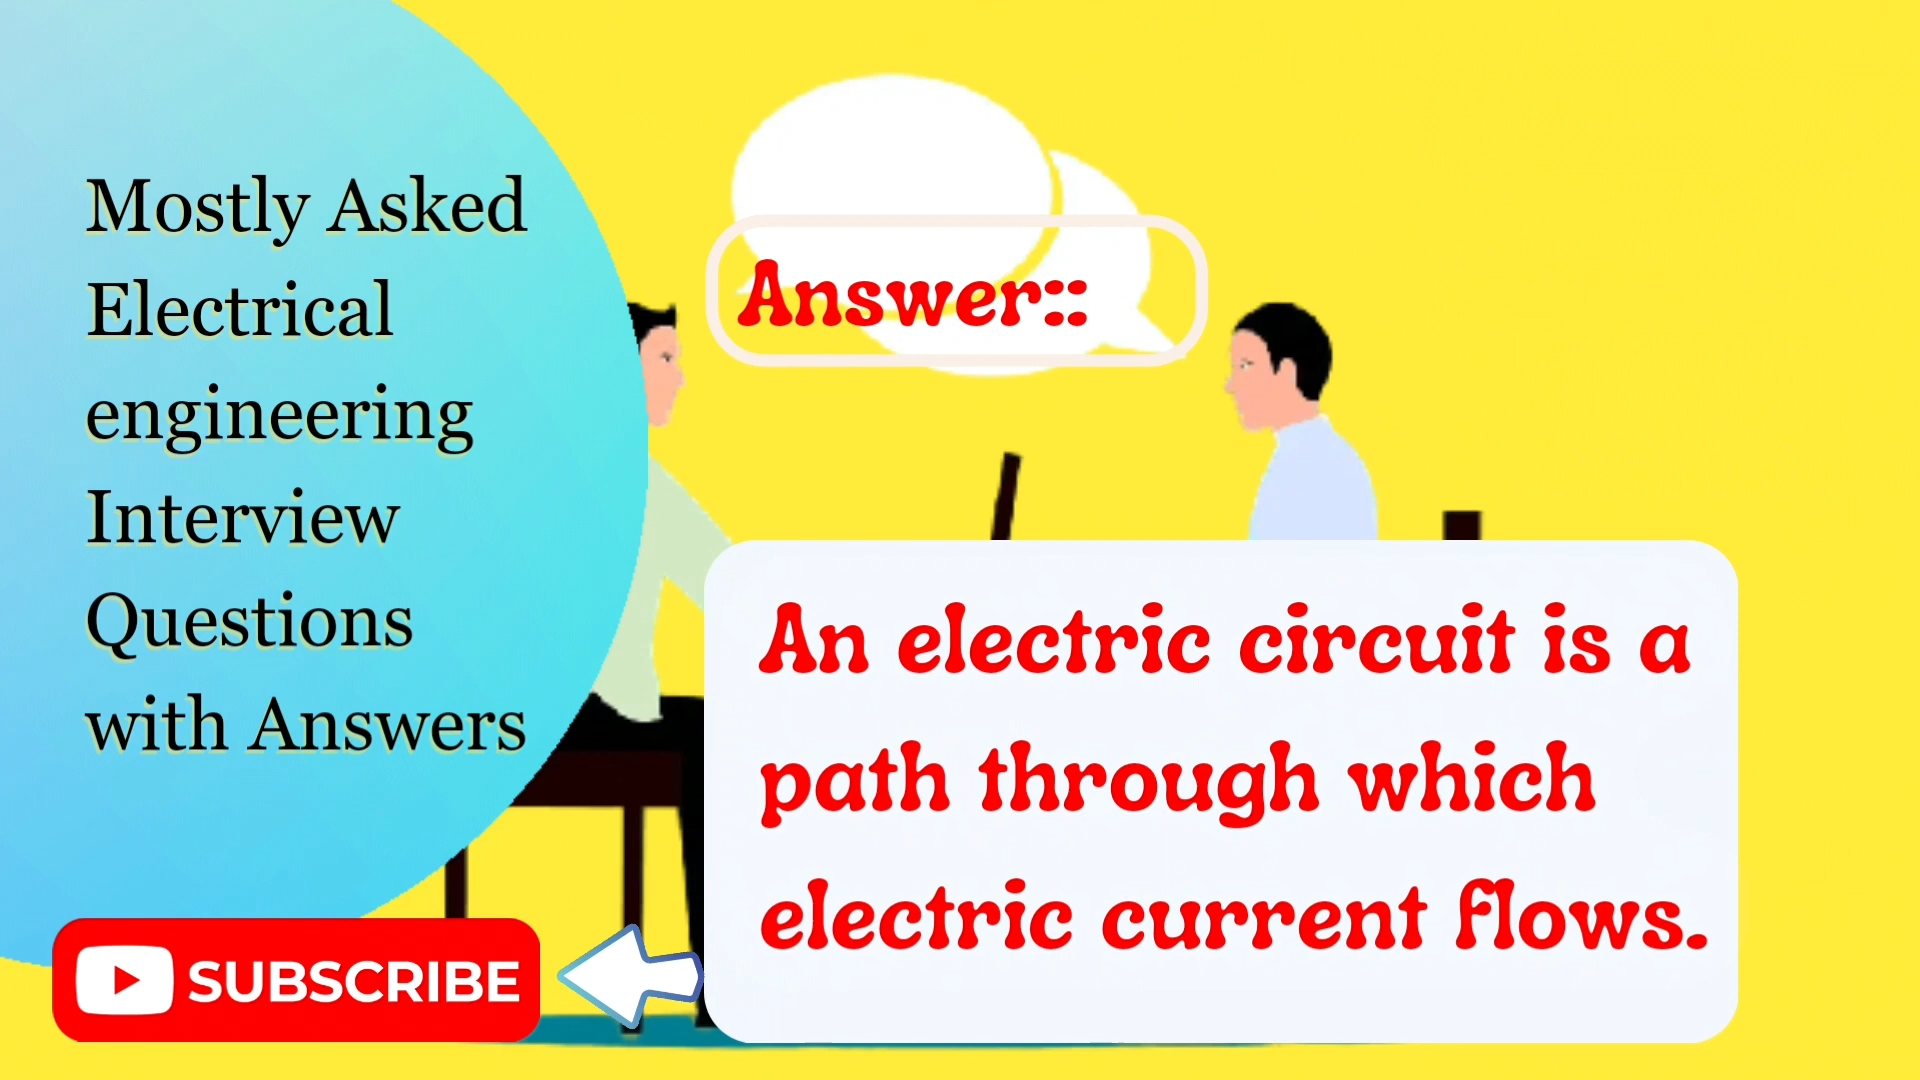 Mostly Asked
Electrical
engineering
Interview
Questions
with Answers
SUBSCRIBE
Answer::
An electric circuit is a
path through which
electric current flows.